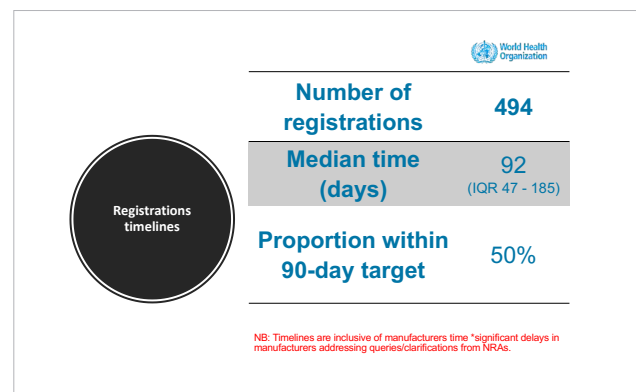 World Health
Organization
Number of
registrations
494
Median time
(days)
92
(IQR 47 - 185)
Registrations
timelines
Proportion within
90-day target
50%
NB: Timelines are inclusive of manufacturers time *significant delays in
manufacturers addressing queries/clarifications from NRAs.